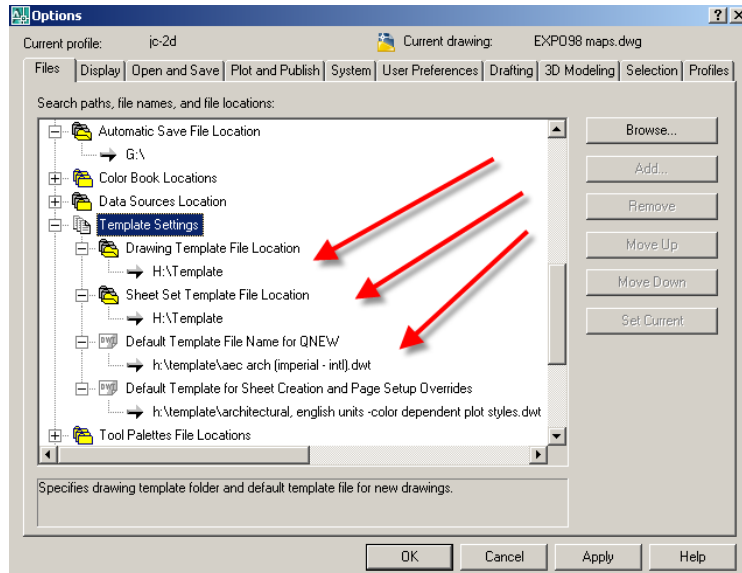 Options
Current profile: jc-2d Current drawing: EXPO98 maps.dwg
Files Display Open and Save Plot and Publish System User Preferences Drafting 3D Modeling Selection Profiles
Search paths, file names, and file locations:
Automatic Save File Location
G:\
Color Book Locations
Data Sources Location
Template Settings
Drawing Template File Location
H:\Template
Sheet Set Template File Location
H:\Template
Default Template File Name for QNEW
h:\template\aec arch (imperial - intl).dwt
Default Template for Sheet Creation and Page Setup Overrides
h:\template\architectural, english units -color dependent plot styles.dwt
Tool Palettes File Locations
Browse...
Add...
Remove
Move Up
Move Down
Set Current
Specifies drawing template folder and default template file for new drawings.
OK Cancel Apply Help